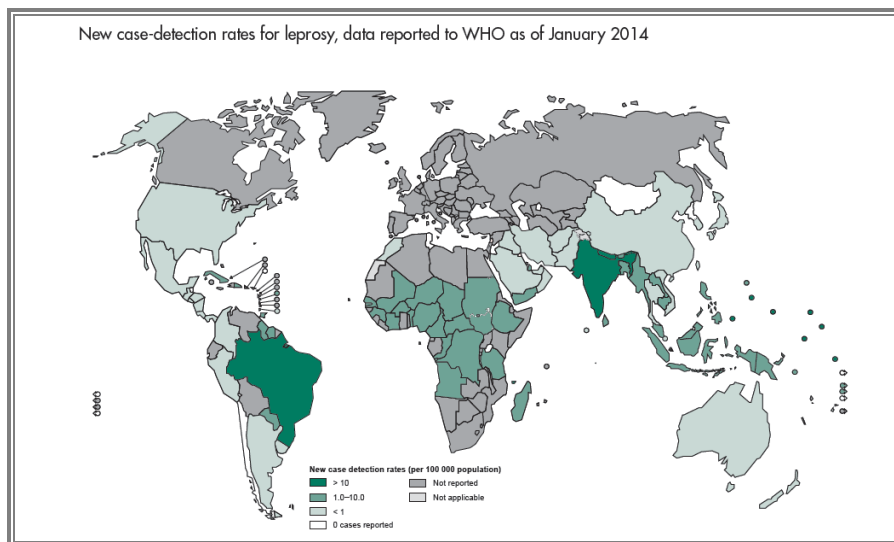 New case-detection rates for leprosy, data reported to WHO as of January 2014
New case detection rates (per 100 000 population)
> 10
1.0–10.0
< 1
0 cases reported
Not reported
Not applicable